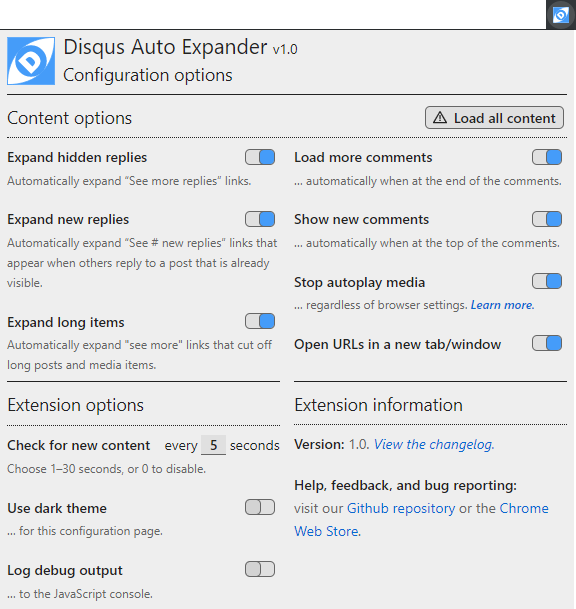 Disqus Auto Expander v1.0
Configuration options
Content options
Load all content
Expand hidden replies
Automatically expand “See more replies” links.
Expand new replies
Automatically expand “See # new replies” links that
appear when others reply to a post that is already
visible.
Expand long items
Automatically expand "see more" links that cut off
long posts and media items.
Load more comments
... automatically when at the end of the comments.
Show new comments
... automatically when at the top of the comments.
Stop autoplay media
... regardless of browser settings. Learn more.
Open URLs in a new tab/window
Extension options
Check for new content every 5 seconds
Choose 1–30 seconds, or 0 to disable.
Use dark theme
... for this configuration page.
Log debug output
... to the JavaScript console.
Extension information
Version: 1.0. View the changelog.
Help, feedback, and bug reporting:
visit our Github repository or the Chrome
Web Store.